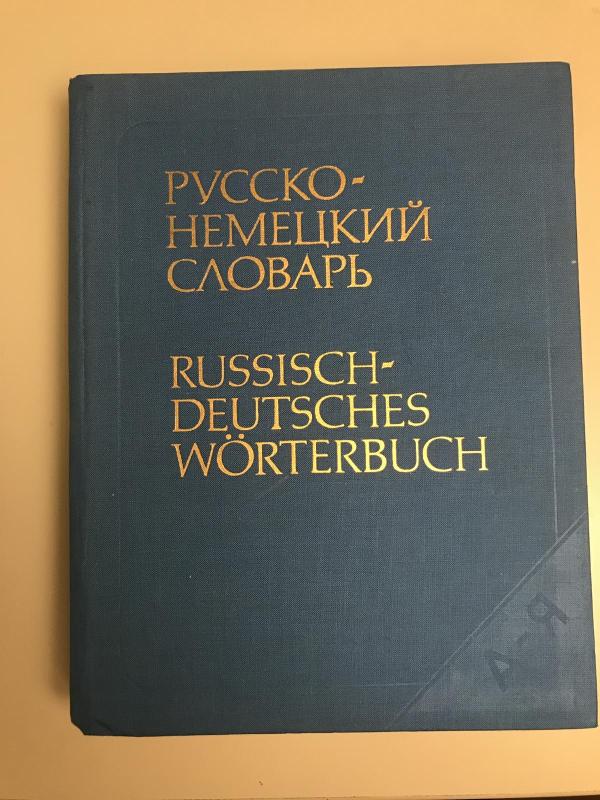 РУССКО-
НЕМЕЦКИЙ
СЛОВАРЬ
RUSSISCH-
DEUTSCHES
WÖRTERBUCH
А-Я